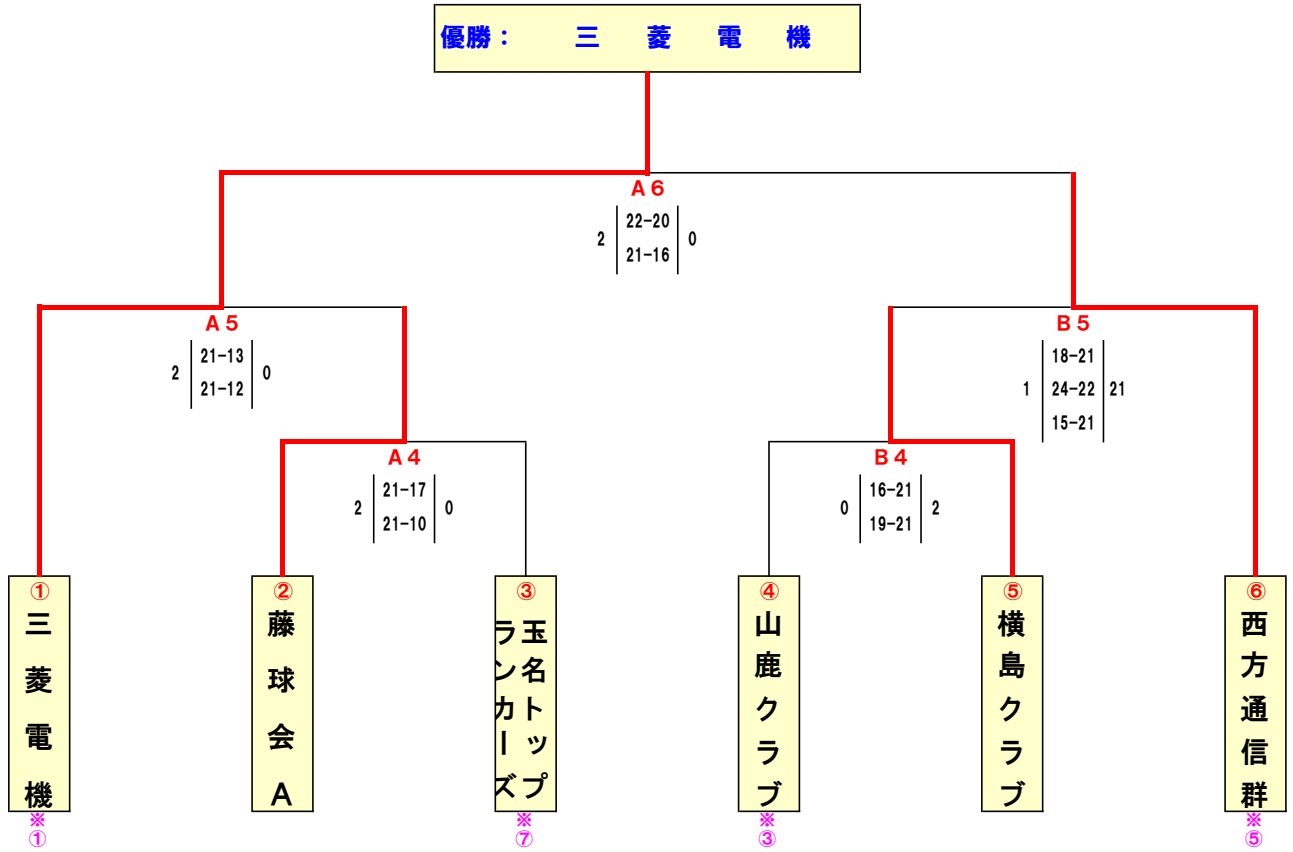 優勝： 三 菱 電 機
A6
2 22-20 0
21-16
A5
2 21-13 0
21-12
B5
18-21
1 24-22 21
15-21
A4
2 21-17 0
21-10
B4
0 16-21 2
19-21
①
三菱電機
※
①
②
藤球会A
③
玉名トップ
ランカーズ
※
⑦
④
山鹿クラブ
※
③
⑤
横島クラブ
⑥
西方通信群
※
⑤